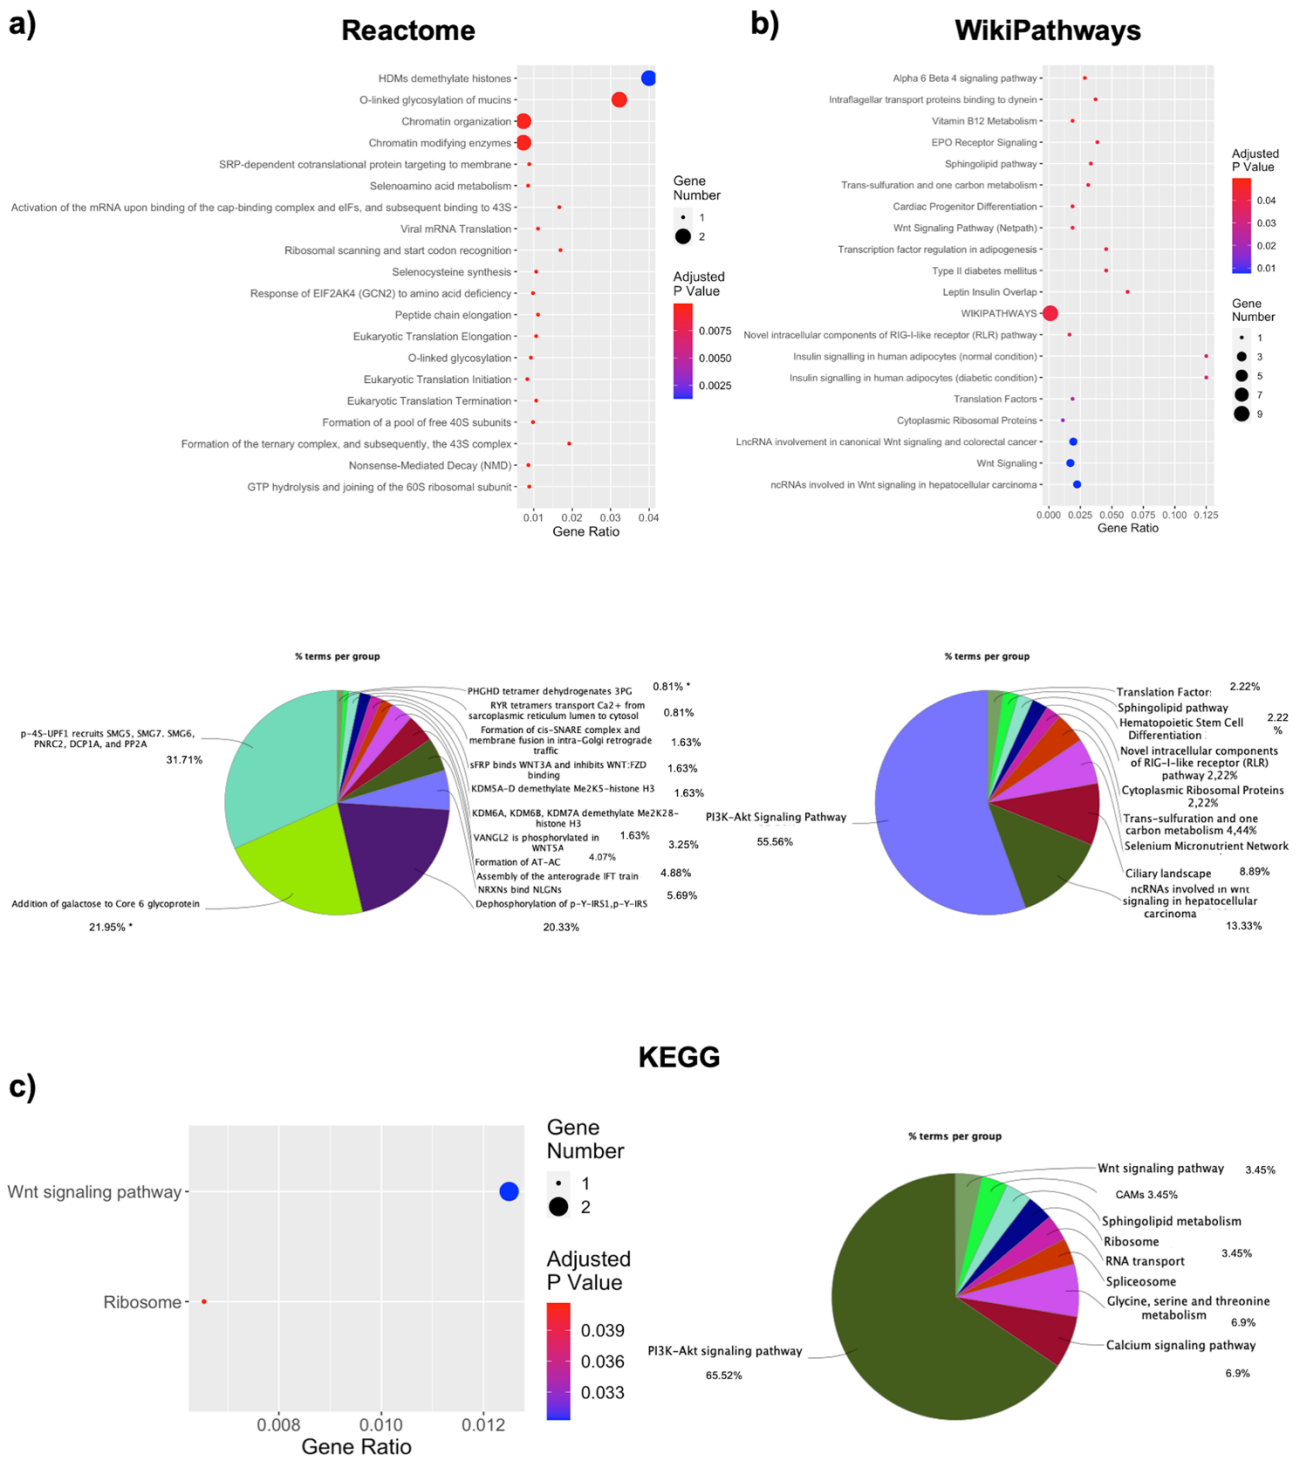 a)
Reactome
HDMs demethylate histones
O-linked glycosylation of mucins
Chromatin organization
Chromatin modifying enzymes
SRP-dependent cotranslational protein targeting to membrane
Selenoamino acid metabolism
Activation of the mRNA upon binding of the cap-binding complex and eIFs, and subsequent binding to 43S
Viral mRNA Translation
Ribosomal scanning and start codon recognition
Selenocysteine synthesis
Response of EIF2AK4 (GCN2) to amino acid deficiency
Peptide chain elongation
Eukaryotic Translation Elongation
O-linked glycosylation
Eukaryotic Translation Initiation
Eukaryotic Translation Termination
Formation of a pool of free 40S subunits
Formation of the ternary complex, and subsequently, the 43S complex
Nonsense-Mediated Decay (NMD)
GTP hydrolysis and joining of the 60S ribosomal subunit
0.01 0.02 0.03 0.04
Gene Ratio
Gene
Number
1
2
Adjusted
P Value
0.0075
0.0050
0.0025
b)
WikiPathways
Alpha 6 Beta 4 signaling pathway
Intraflagellar transport proteins binding to dynein
Vitamin B12 Metabolism
EPO Receptor Signaling
Sphingolipid pathway
Trans-sulfuration and one carbon metabolism
Cardiac Progenitor Differentiation
Wnt Signaling Pathway (Netpath)
Transcription factor regulation in adipogenesis
Type II diabetes mellitus
Leptin Insulin Overlap
WIKIPATHWAYS
Novel intracellular components of RIG-I-like receptor (RLR) pathway
Insulin signalling in human adipocytes (normal condition)
Insulin signalling in human adipocytes (diabetic condition)
Translation Factors
Cytoplasmic Ribosomal Proteins
LncRNA involvement in canonical Wnt signaling and colorectal cancer
Wnt Signaling
ncRNAs involved in Wnt signaling in hepatocellular carcinoma
0.000 0.025 0.050 0.075 0.100 0.125
Gene Ratio
Adjusted
P Value
0.04
0.02
0.01
Gene
Number
1
3
5
7
9
% terms per group
PHGHD tetramer dehydrogenates 3PG 0.81% *
RYR tetramers transport Ca2+ from
sarcoplasmic reticulum lumen to cytosol 0.81%
Formation of cis-SNARE complex and
membrane fusion in intra-Golgi retrograde
traffic 1.63%
sFRP binds WNT3A and inhibits WNT:FZD
binding 1.63%
KDM5A-D demethylate Me2K5-histone H3 1.63%
KDM6A, KDM6B, KDM7A demethylate Me2K28-
histone H3 1.63%
VANGL2 is phosphorylated in
WNT5A 3.25%
Formation of AT-AC 4.07%
Assembly of the anterograde IFT train 4.88%
NRXNs bind NLGNs 5.69%
Dephosphorylation of p-Y-IRS1,p-Y-IRS
20.33%
Addition of galactose to Core 6 glycoprotein
21.95% *
p-4S-UPF1 recruits SMG5, SMG7. SMG6,
PNRC2, DCP1A, and PP2A
31.71%
% terms per group
Translation Factor: 2.22%
Sphingolipid pathway
Hematopoietic Stem Cell
Differentiation
2.22
%
Novel intracellular components
of RIG-I-like receptor (RLR)
pathway 2,22%
Cytoplasmic Ribosomal Proteins
2,22%
Trans-sulfuration and one
carbon metabolism 4,44%
Selenium Micronutrient Network
Ciliary landscape 8.89%
ncRNAs involved in wnt
signaling in hepatocellular
carcinoma
13.33%
PI3K-Akt Signaling Pathway
55.56%
KEGG
c)
Wnt signaling pathway
Ribosome
0.008 0.010 0.012
Gene Ratio
Gene
Number
1
2
Adjusted
P Value
0.039
0.036
0.033
% terms per group
Wnt signaling pathway 3.45%
CAMs 3.45%
Sphingolipid metabolism
Ribosome
3.45%
RNA transport
Spliceosome
Glycine, serine and threonine
metabolism
6.9%
Calcium signaling pathway
6.9%
PI3K-Akt signaling pathway
65.52%